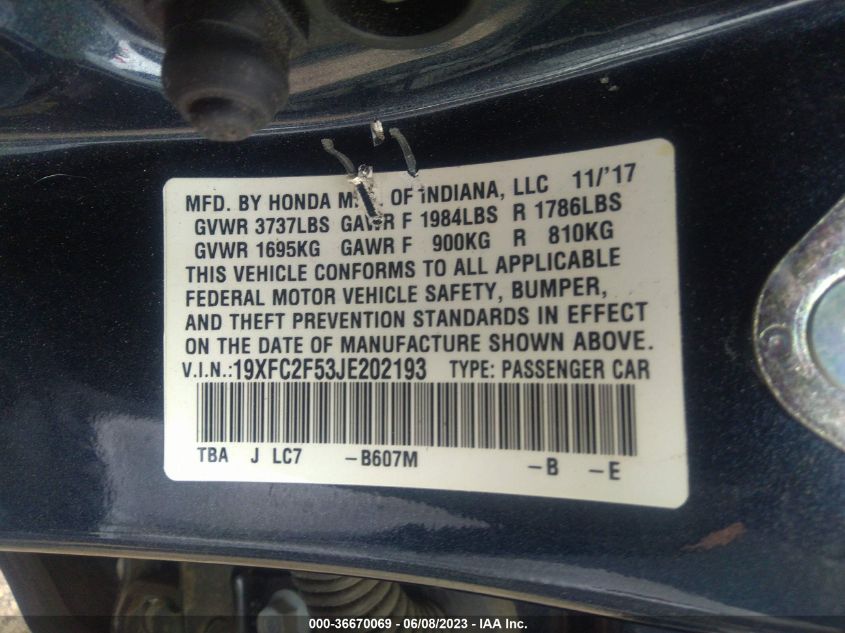 MFD. BY HONDA M OF INDIANA, LLC 11/'17
GVWR 3737LBS GAWR F 1984LBS R 1786LBS
GVWR 1695KG GAWR F 900KG R 810KG
THIS VEHICLE CONFORMS TO ALL APPLICABLE
FEDERAL MOTOR VEHICLE SAFETY, BUMPER,
AND THEFT PREVENTION STANDARDS IN EFFECT
ON THE DATE OF MANUFACTURE SHOWN ABOVE.
V.I.N.:19XFC2F53JE202193 TYPE: PASSENGER CAR
TBA J LC7 -B607M -B -E
000-36670069 - 06/08/2023 - IAA Inc.